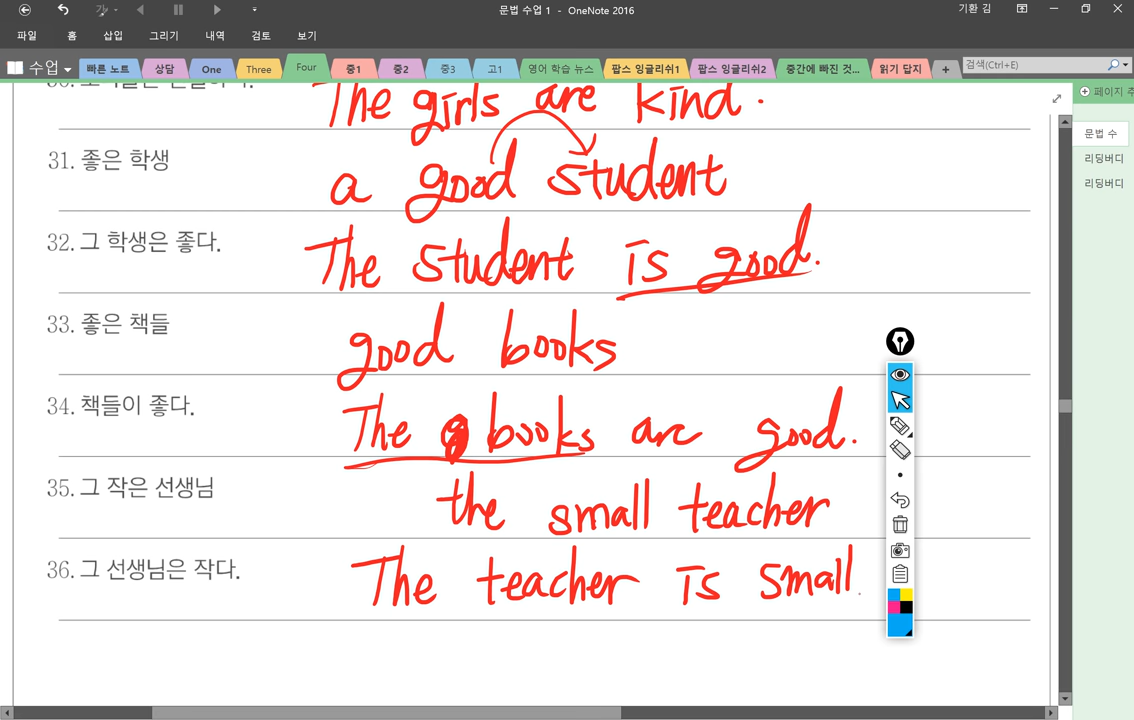 문법 수업 1 - OneNote 2016
기환 김
파일 홈 삽입 그리기 내역 검토 보기
수업 빠른 노트 상담 One Three Four 중1 중2 중3 고1 영어 학습 뉴스 팝스 잉글리쉬1 팝스 잉글리쉬2 중간에 빠진 것... 읽기 답지 + 검색(Ctrl+E)
페이지 추
문법 수
리딩버디
리딩버디
The girls are kind.
31. 좋은 학생 a good student
32. 그 학생은 좋다. The student is good.
33. 좋은 책들 good books
34. 책들이 좋다. The books are good.
35. 그 작은 선생님 the small teacher
36. 그 선생님은 작다. The teacher is small.